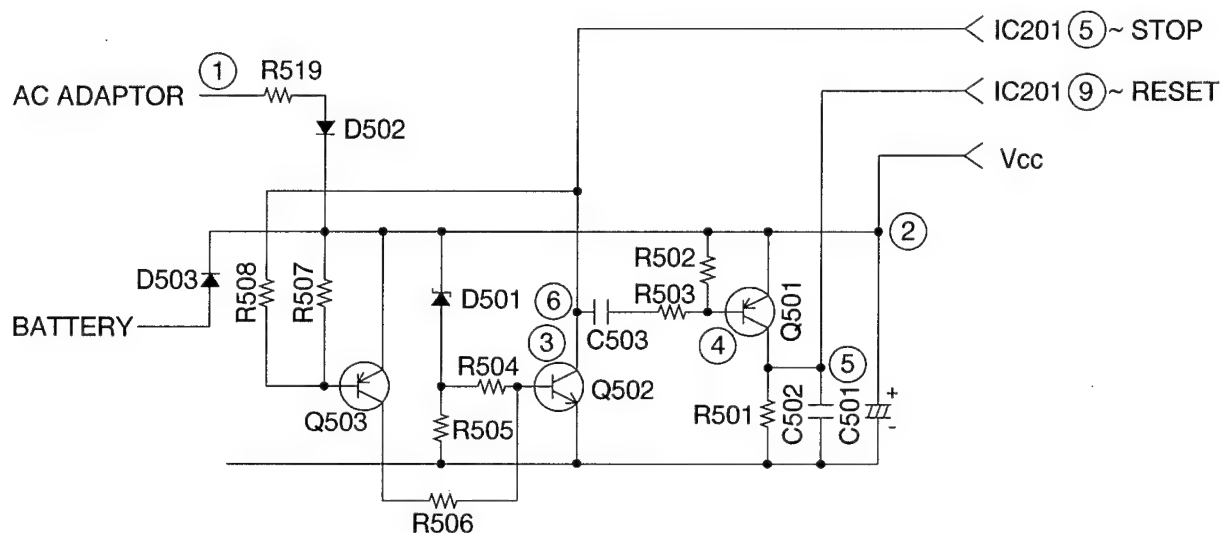 IC201 ⑤~ STOP
① R519
AC ADAPTOR
IC201 ⑨~ RESET
D502
Vcc
②
R502
D503
R508
R507
D501
⑥
R503
Q501
BATTERY
C503
③
④
R504
⑤
Q502
Q503
R505
R501
C502
C501
+
-
R506